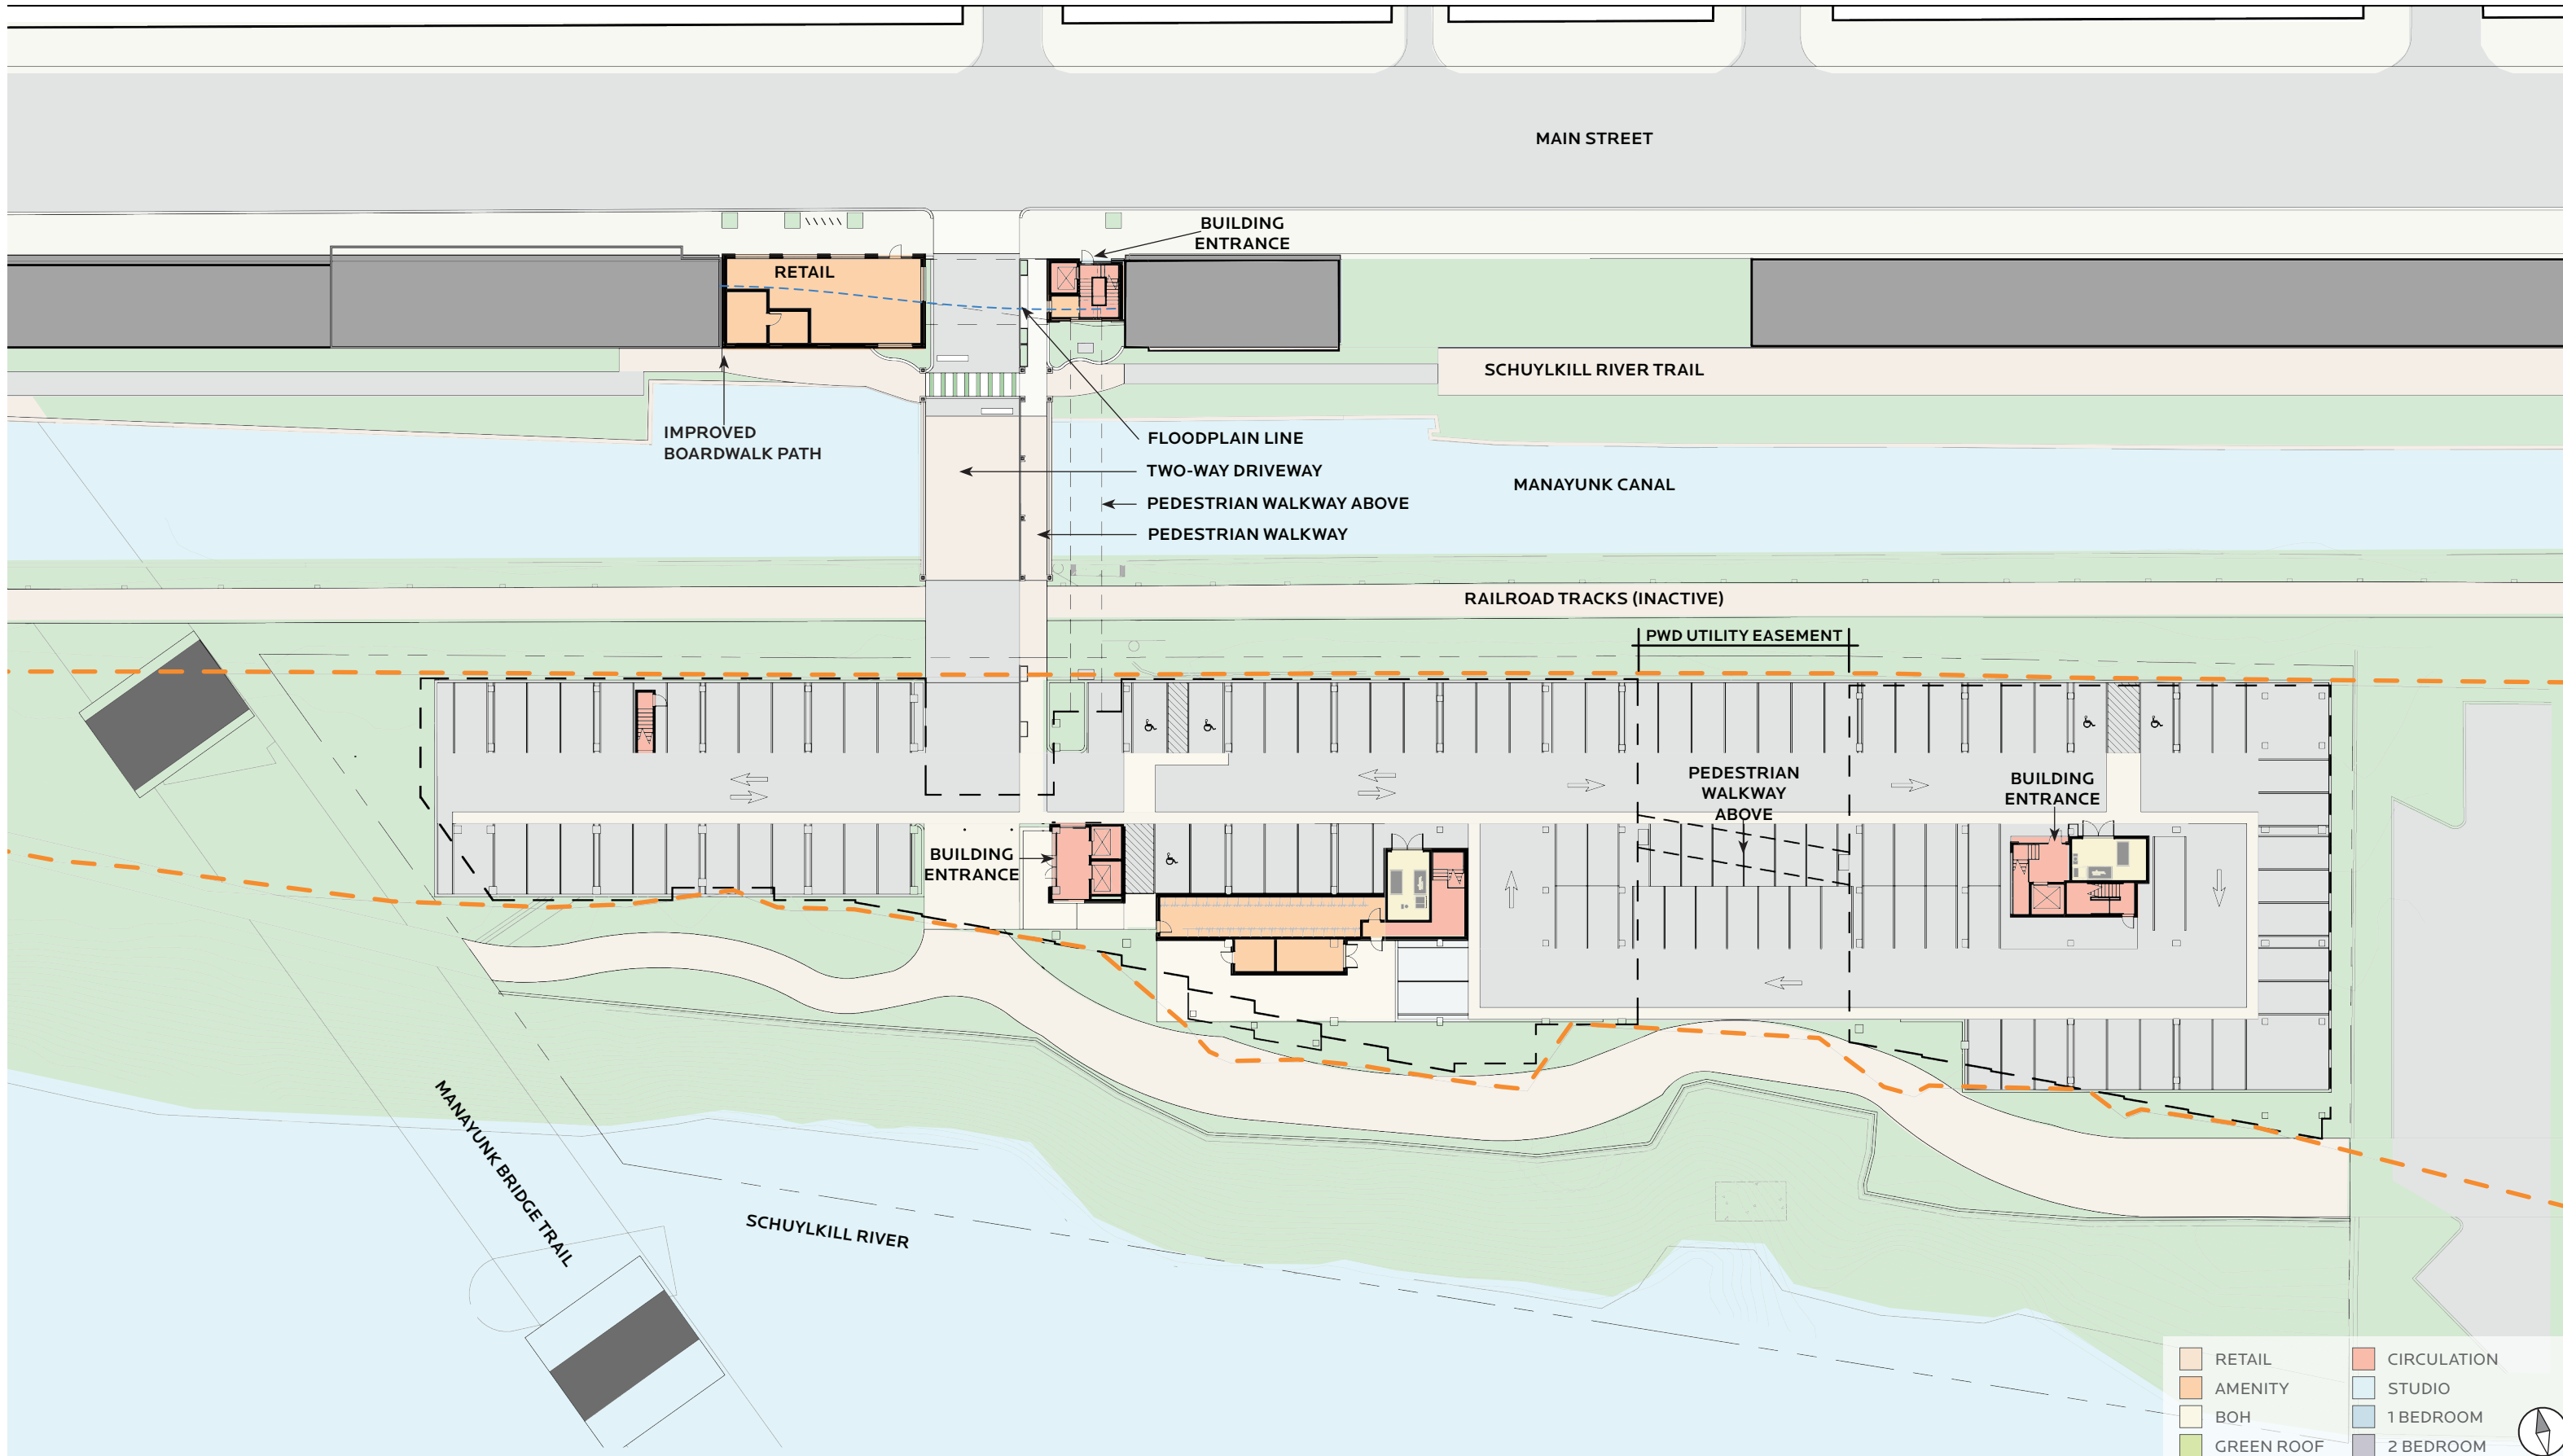 MAIN STREET
BUILDING
ENTRANCE
RETAIL
SCHUYLKILL RIVER TRAIL
IMPROVED
BOARDWALK PATH
FLOODPLAIN LINE
TWO-WAY DRIVEWAY
MANAYUNK CANAL
PEDESTRIAN WALKWAY ABOVE
PEDESTRIAN WALKWAY
RAILROAD TRACKS (INACTIVE)
PWD UTILITY EASEMENT
PEDESTRIAN
WALKWAY
ABOVE
BUILDING
ENTRANCE
BUILDING
ENTRANCE
MANAYUNK BRIDGE TRAIL
SCHUYLKILL RIVER
RETAIL
AMENITY
BOH
GREEN ROOF
CIRCULATION
STUDIO
1 BEDROOM
2 BEDROOM